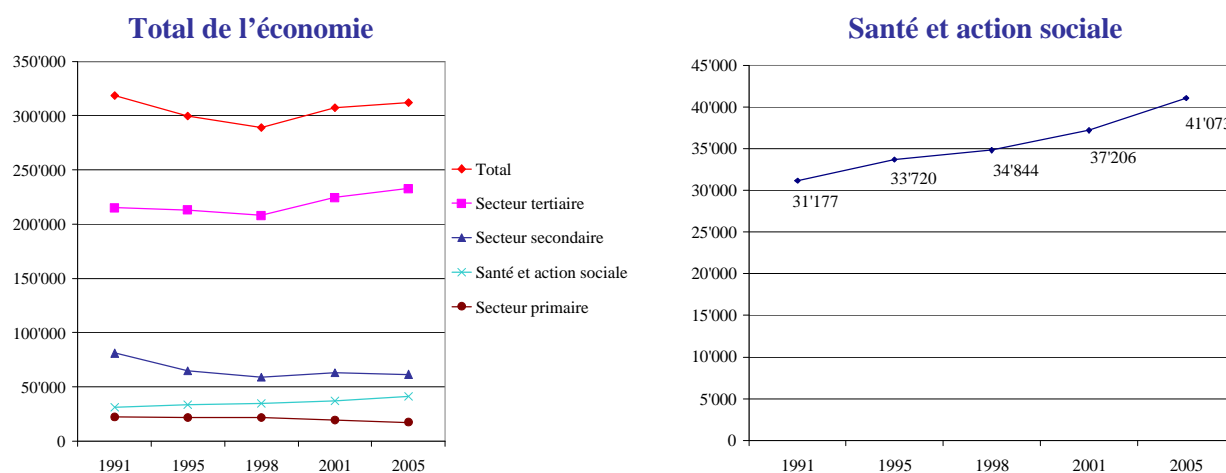 Total de l'économie
350'000
300'000
250'000
200'000
150'000
100'000
50'000
0
1991 1995 1998 2001 2005
Total
Secteur tertiaire
Secteur secondaire
Santé et action sociale
Secteur primaire
Santé et action sociale
45'000
40'000
35'000
30'000
25'000
20'000
15'000
10'000
5'000
0
31'177 33'720 34'844 37'206 41'073
1991 1995 1998 2001 2005